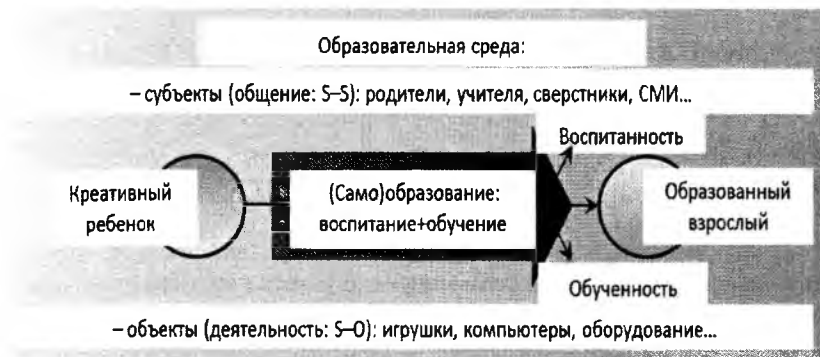 Образовательная среда:
– субъекты (общение: S–S): родители, учителя, сверстники, СМИ...
Воспитанность
Креативный
ребенок
(Само)образование:
воспитание+обучение
Образованный
взрослый
Обученность
– объекты (деятельность: S–O): игрушки, компьютеры, оборудование...